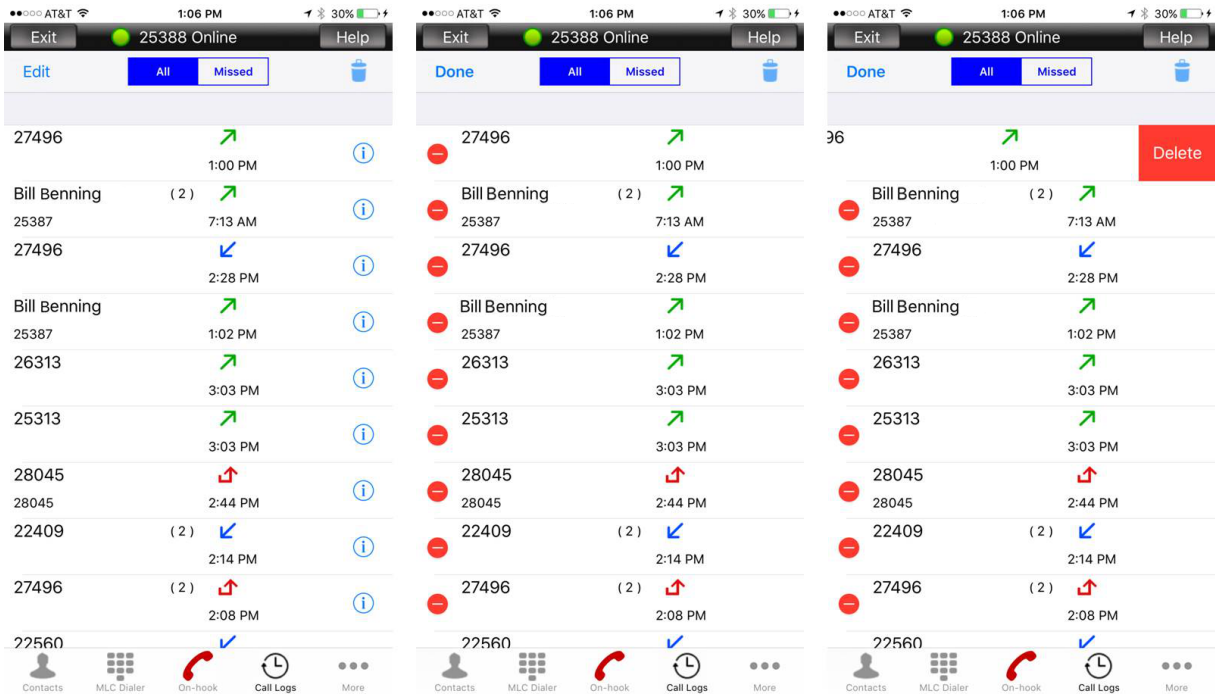 AT&T 1:06 PM 30%
Exit 25388 Online Help
Edit All Missed
27496
1:00 PM
Bill Benning (2)
25387 7:13 AM
27496
2:28 PM
Bill Benning
25387 1:02 PM
26313
3:03 PM
25313
3:03 PM
28045
28045 2:44 PM
22409 (2)
2:14 PM
27496 (2)
2:08 PM
22560
Contacts MLC Dialer On-hook Call Logs More
AT&T 1:06 PM 30%
Exit 25388 Online Help
Done All Missed
27496
1:00 PM
Bill Benning (2)
25387 7:13 AM
27496
2:28 PM
Bill Benning
25387 1:02 PM
26313
3:03 PM
25313
3:03 PM
28045
28045 2:44 PM
22409 (2)
2:14 PM
27496 (2)
2:08 PM
22560
Contacts MLC Dialer On-hook Call Logs More
AT&T 1:06 PM 30%
Exit 25388 Online Help
Done All Missed
96
1:00 PM Delete
Bill Benning (2)
25387 7:13 AM
27496
2:28 PM
Bill Benning
25387 1:02 PM
26313
3:03 PM
25313
3:03 PM
28045
28045 2:44 PM
22409 (2)
2:14 PM
27496 (2)
2:08 PM
22560
Contacts MLC Dialer On-hook Call Logs More